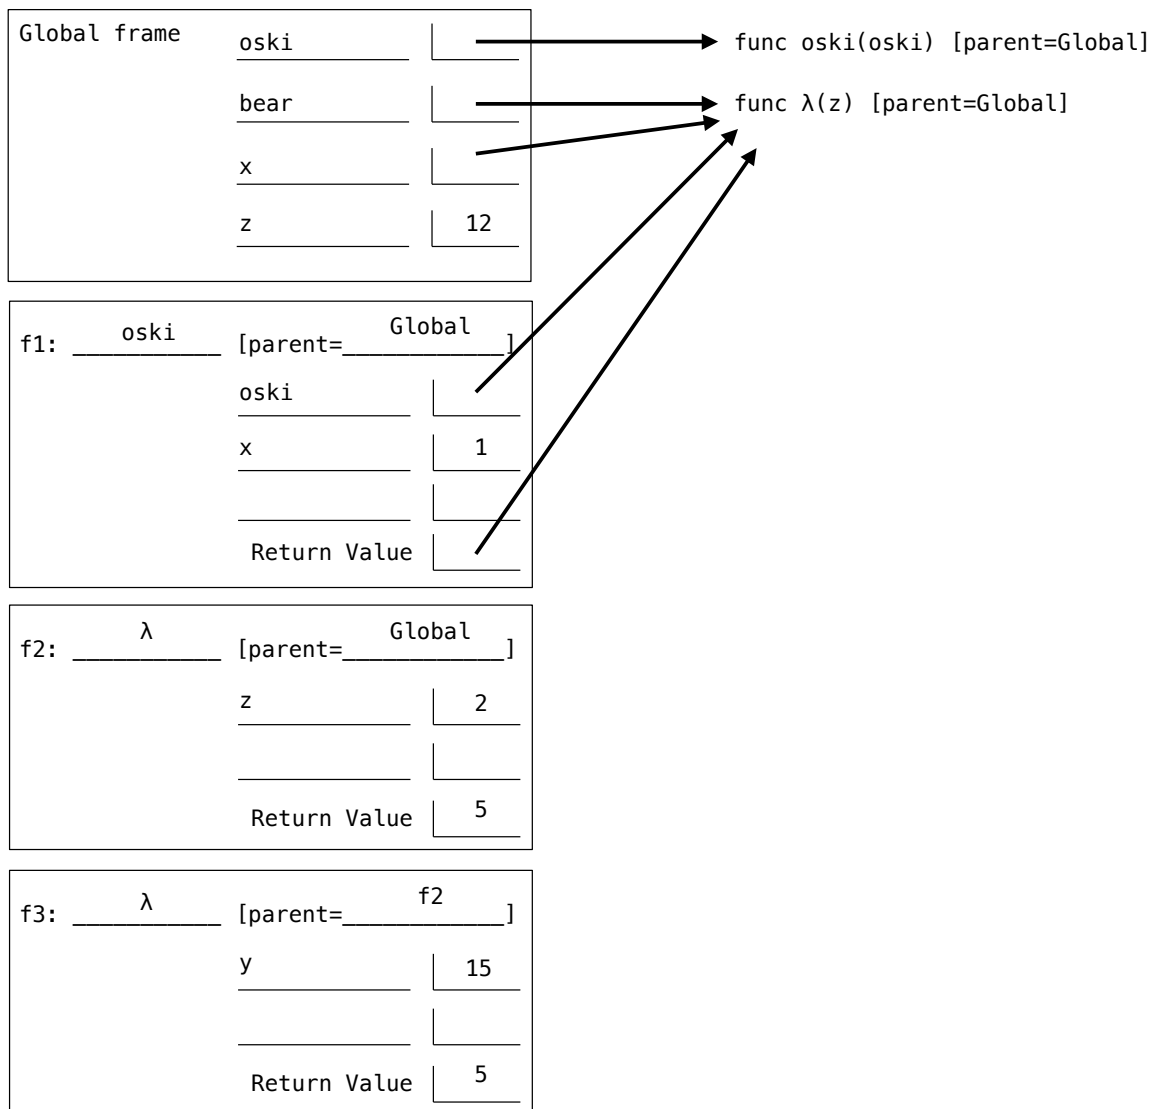 Global frame
oski
func oski(oski) [parent=Global]
bear
func λ(z) [parent=Global]
x
z 12
f1: oski [parent=Global]
oski
x 1
Return Value
f2: λ [parent=Global]
z 2
Return Value 5
f3: λ [parent=f2]
y 15
Return Value 5